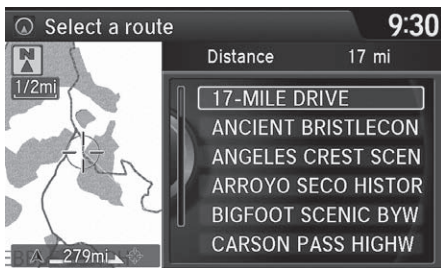 Select a route
9:30
N
1/2mi
Distance 17 mi
17-MILE DRIVE
ANCIENT BRISTLECON
ANGELES CREST SCEN
ARROYO SECO HISTOR
BIGFOOT SCENIC BYW
CARSON PASS HIGHW
279mi